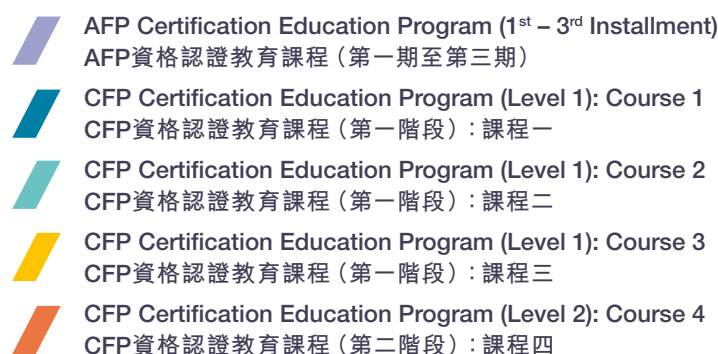 AFP Certification Education Program (1st – 3rd Installment)
AFP資格認證教育課程（第一期至第三期）
CFP Certification Education Program (Level 1): Course 1
CFP資格認證教育課程（第一階段）：課程一
CFP Certification Education Program (Level 1): Course 2
CFP資格認證教育課程（第一階段）：課程二
CFP Certification Education Program (Level 1): Course 3
CFP資格認證教育課程（第一階段）：課程三
CFP Certification Education Program (Level 2): Course 4
CFP資格認證教育課程（第二階段）：課程四